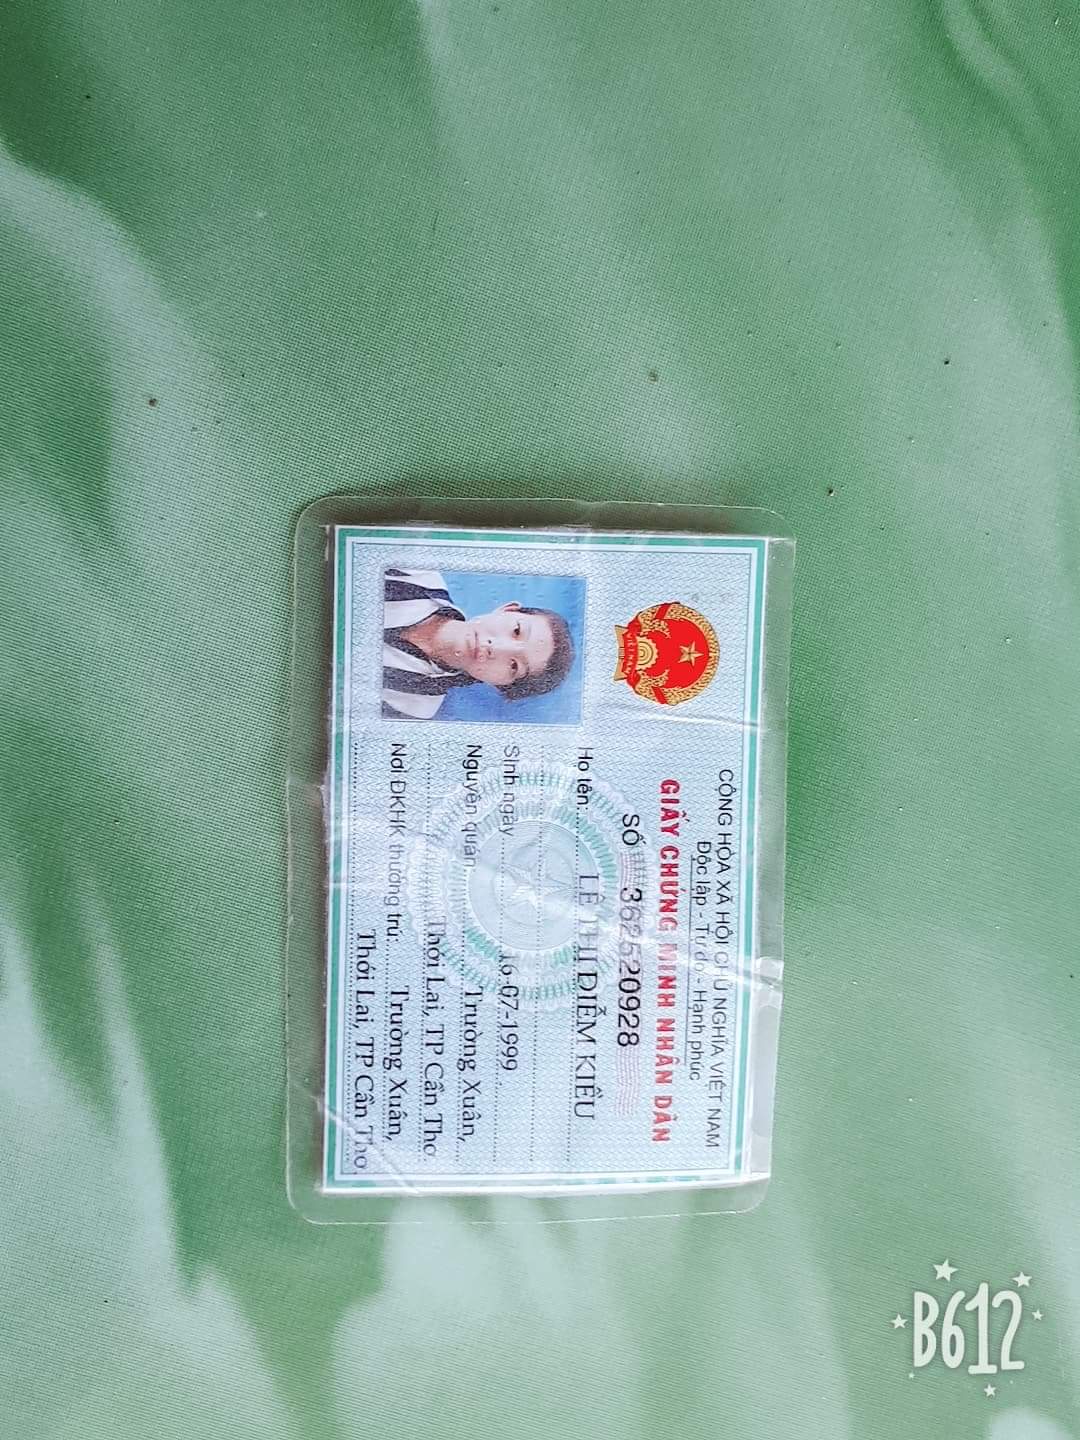 CỘNG HÒA XÃ HỘI CHỦ NGHĨA VIỆT NAM
Độc lập - Tự do - Hạnh phúc
GIẤY CHỨNG MINH NHÂN DÂN
SỐ 362520928
VIỆT NAM
Họ tên: LÊ THỊ DIỄM KIỀU
Sinh ngày 16-07-1999
Nguyên quán Trường Xuân,
Thới Lai, TP Cần Thơ
Nơi ĐKHK thường trú: Trường Xuân,
Thới Lai, TP Cần Thơ
B612